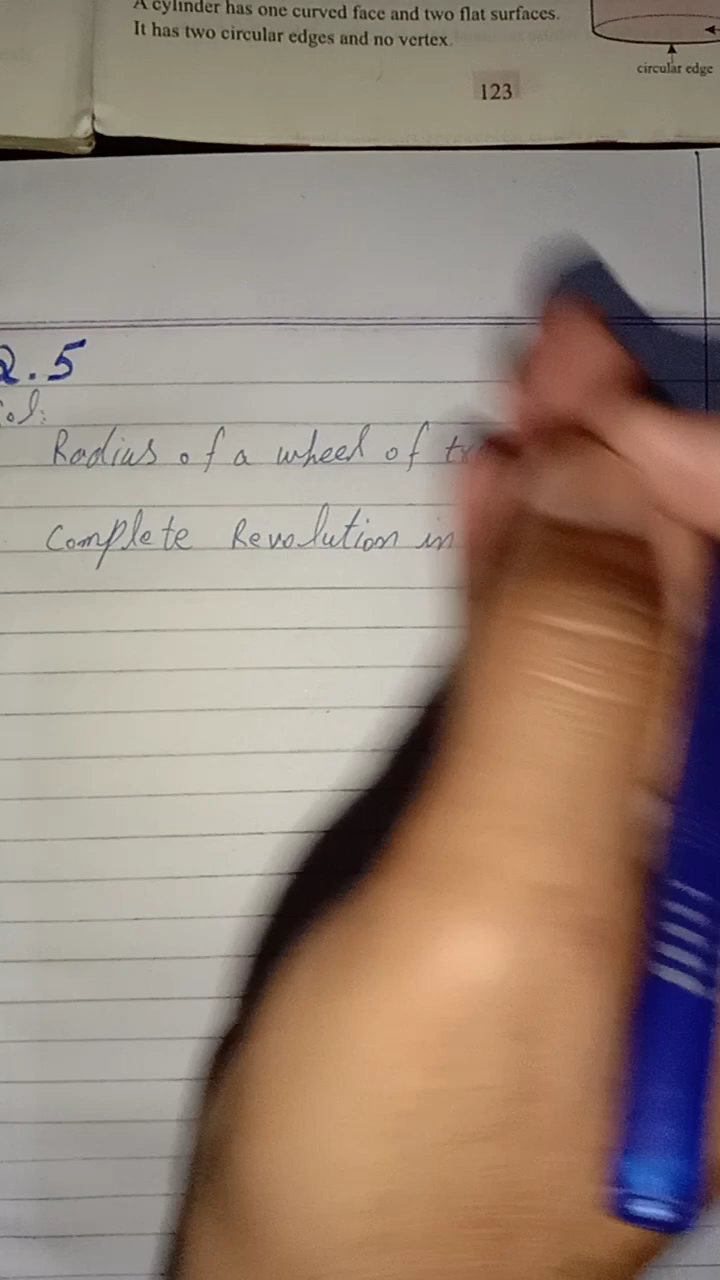 A cylinder has one curved face and two flat surfaces.
It has two circular edges and no vertex.
circular edge
123
Q.5
Sol:
Radius of a wheel of
Complete Revolution in